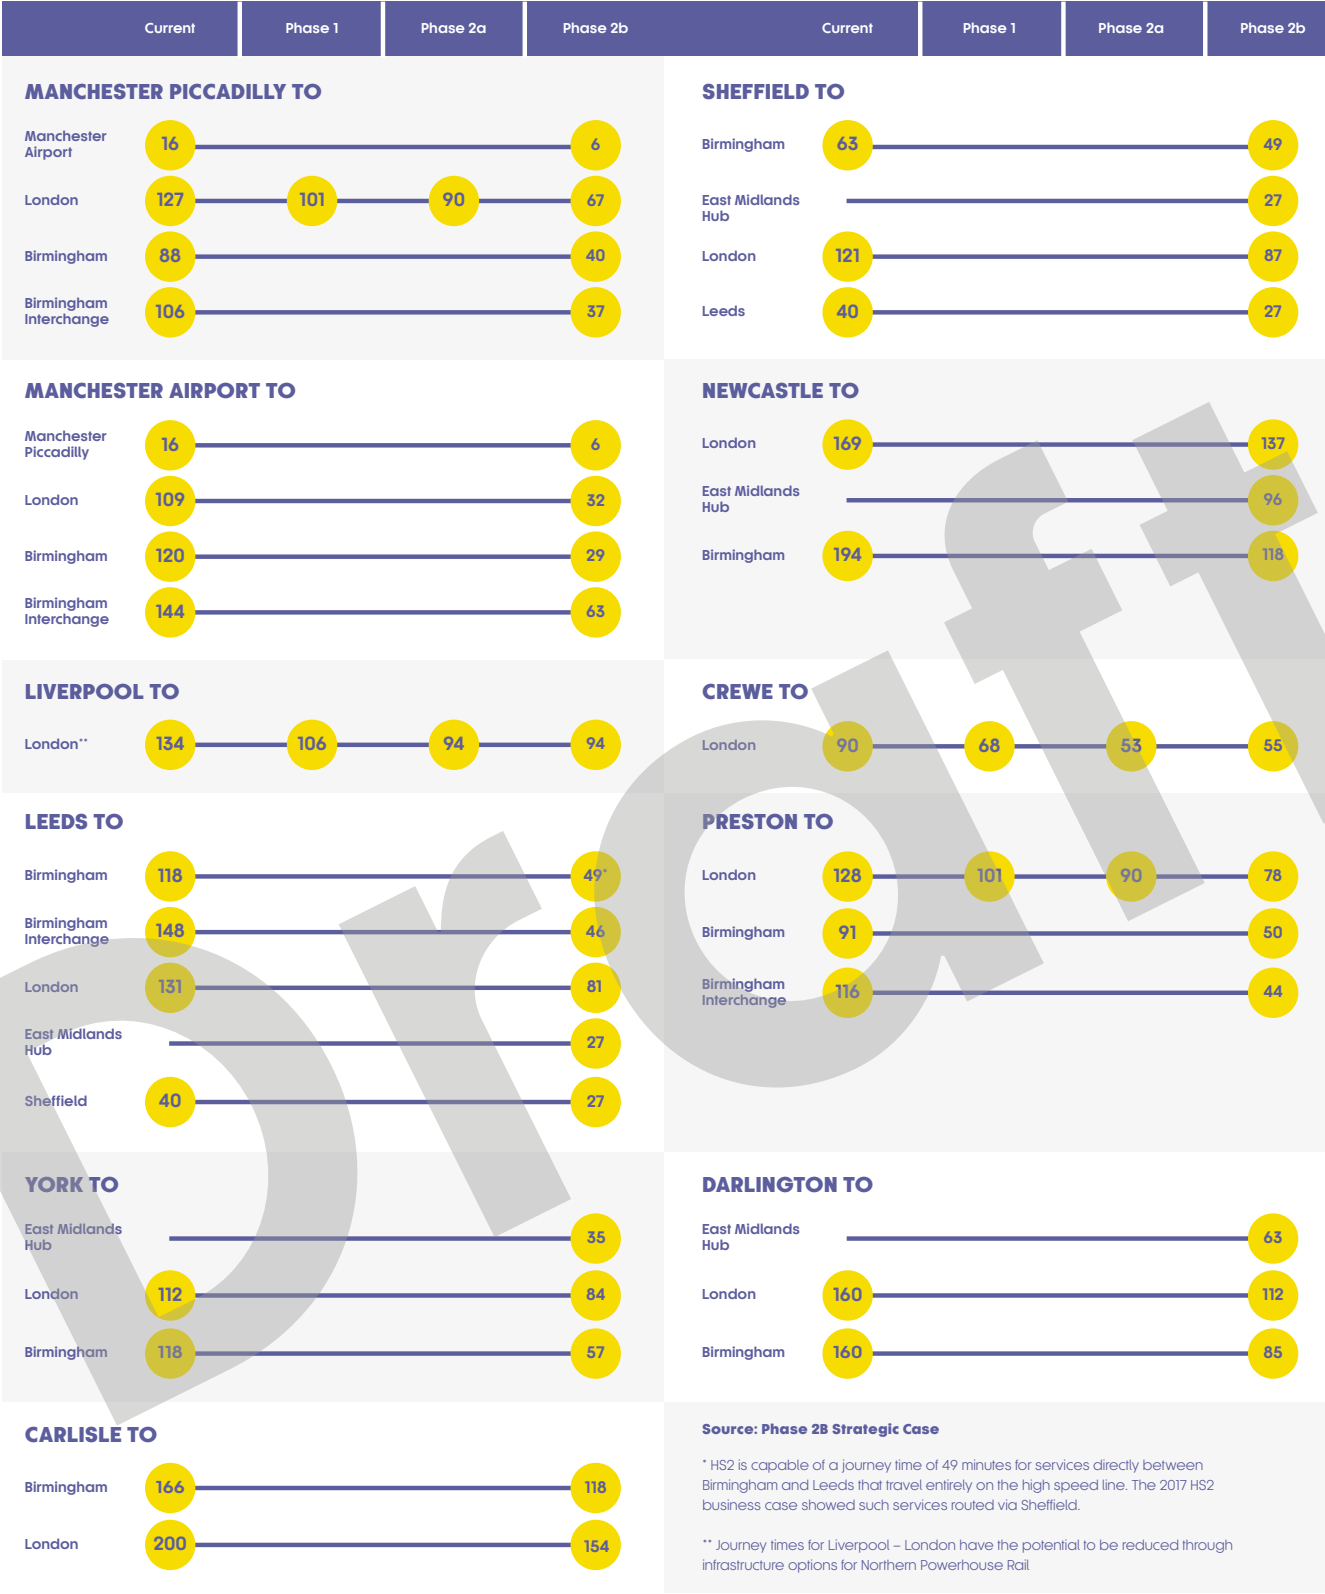 Current Phase 1 Phase 2a Phase 2b
MANCHESTER PICCADILLY TO
Manchester
Airport
16 6
London 127 101 90 67
Birmingham 88 40
Birmingham
Interchange
106 37
MANCHESTER AIRPORT TO
Manchester
Piccadilly
16 6
London 109 32
Birmingham 120 29
Birmingham
Interchange
144 63
LIVERPOOL TO
London** 134 106 94 94
LEEDS TO
Birmingham 118 49*
Birmingham
Interchange
148 46
London 131 81
East Midlands
Hub
27
Sheffield 40 27
YORK TO
East Midlands
Hub
35
London 112 84
Birmingham 118 57
CARLISLE TO
Birmingham 166 118
London 200 154
Current Phase 1 Phase 2a Phase 2b
SHEFFIELD TO
Birmingham 63 49
East Midlands
Hub
27
London 121 87
Leeds 40 27
NEWCASTLE TO
London 169 137
East Midlands
Hub
96
Birmingham 194 118
CREWE TO
London 90 68 53 55
PRESTON TO
London 128 101 90 78
Birmingham 91 50
Birmingham
Interchange
116 44
DARLINGTON TO
East Midlands
Hub
63
London 160 112
Birmingham 160 85
Source: Phase 2B Strategic Case
* HS2 is capable of a journey time of 49 minutes for services directly between
Birmingham and Leeds that travel entirely on the high speed line. The 2017 HS2
business case showed such services routed via Sheffield.
** Journey times for Liverpool – London have the potential to be reduced through
infrastructure options for Northern Powerhouse Rail
Draft